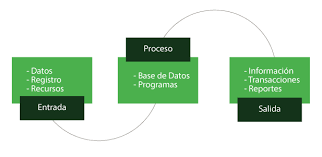 - Datos
- Registro
- Recursos
Entrada
Proceso
- Base de Datos
- Programas
- Información
- Transacciones
- Reportes
Salida